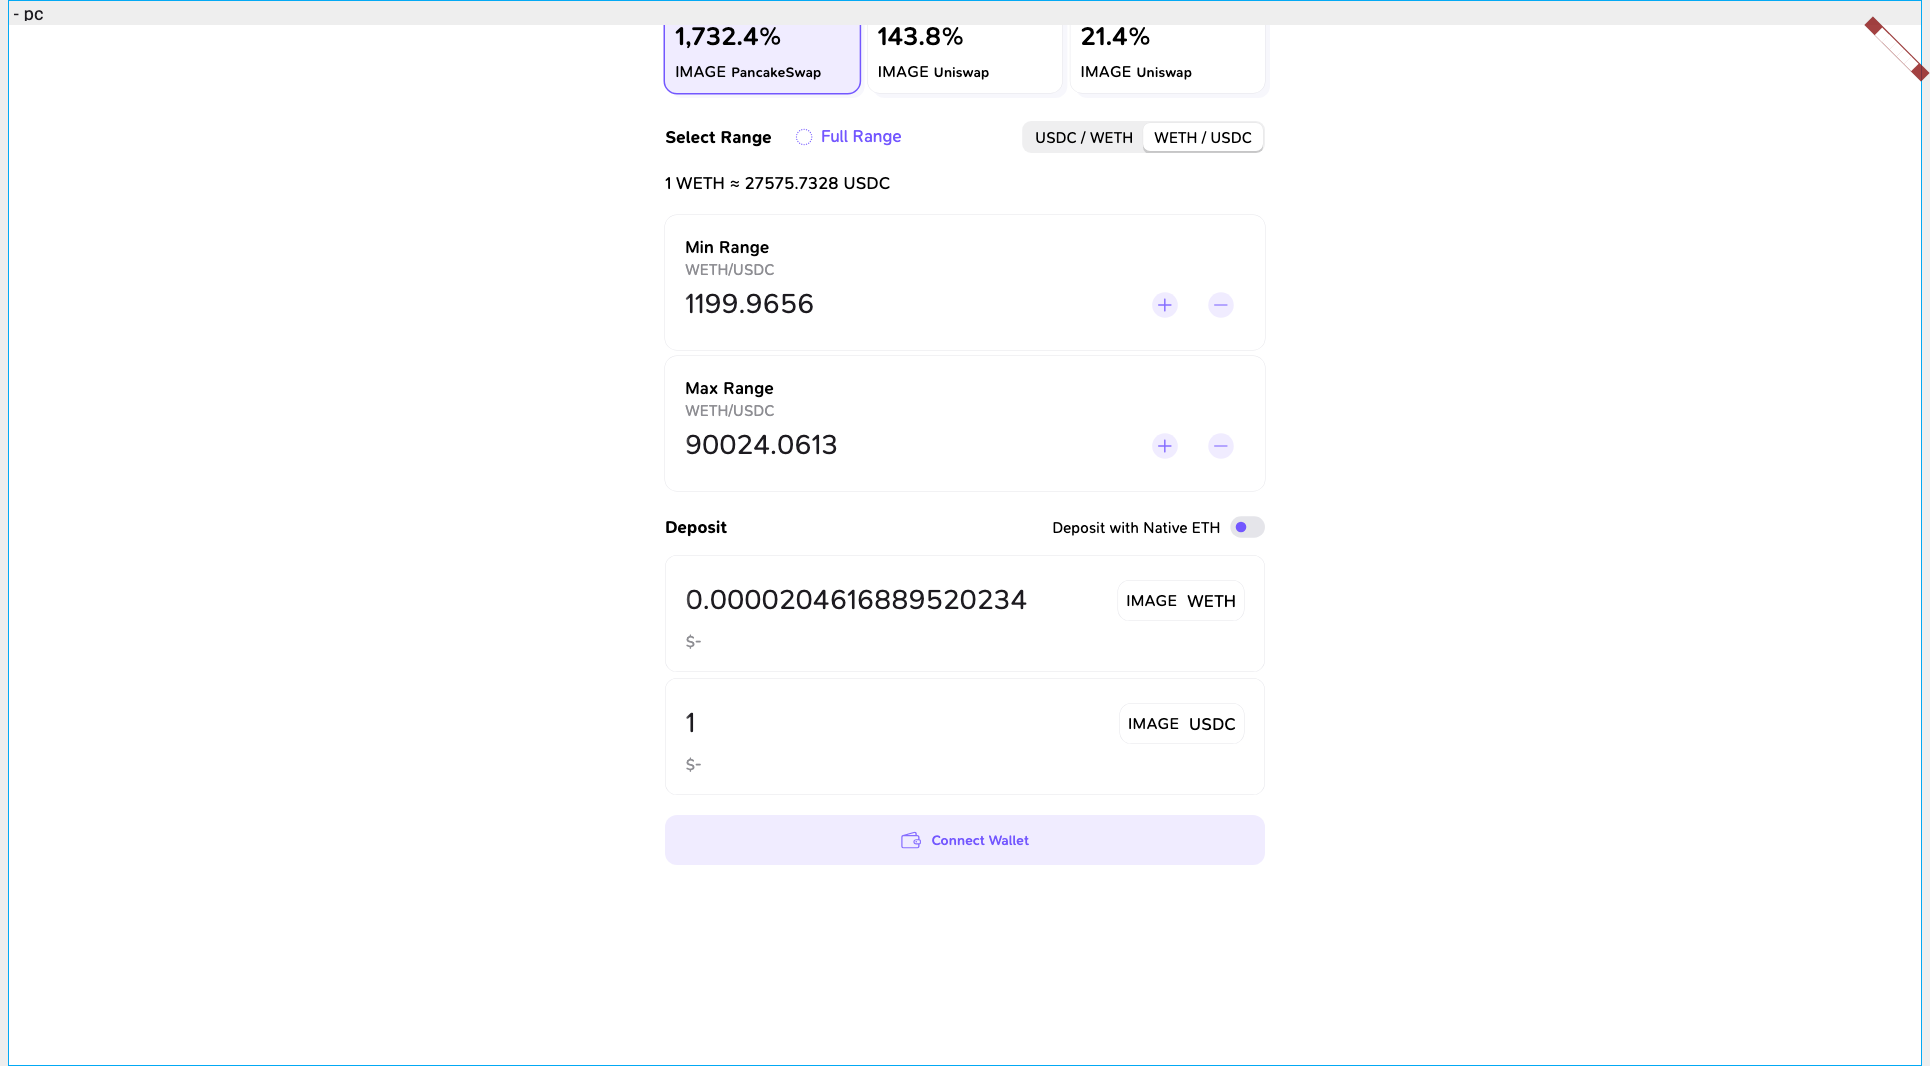 - pc
1,732.4% 143.8% 21.4%
IMAGE PancakeSwap IMAGE Uniswap IMAGE Uniswap
Select Range Full Range USDC / WETH WETH / USDC
1 WETH ≈ 27575.7328 USDC
Min Range
WETH/USDC
1199.9656
Max Range
WETH/USDC
90024.0613
Deposit Deposit with Native ETH
0.0000204616889520234 IMAGE WETH
$-
1 IMAGE USDC
$-
Connect Wallet